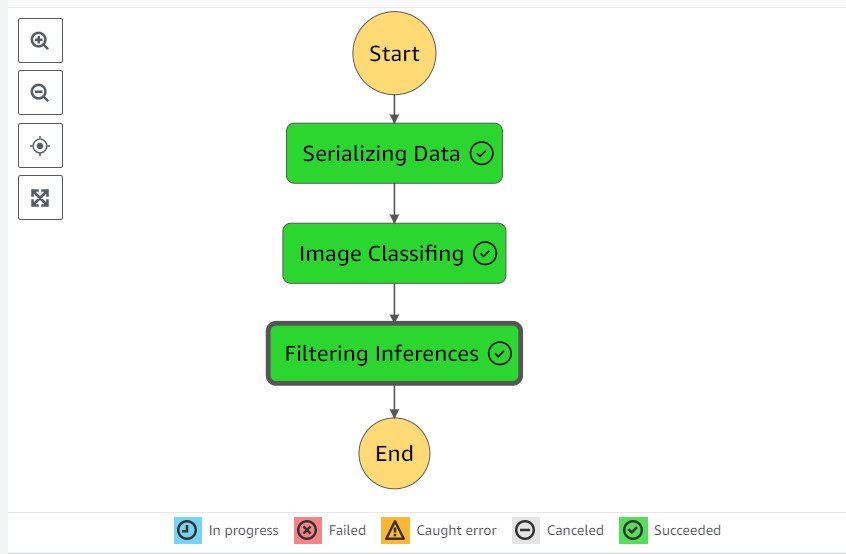 Start
Serializing Data
Image Classifing
Filtering Inferences
End
In progress Failed Caught error Canceled Succeeded